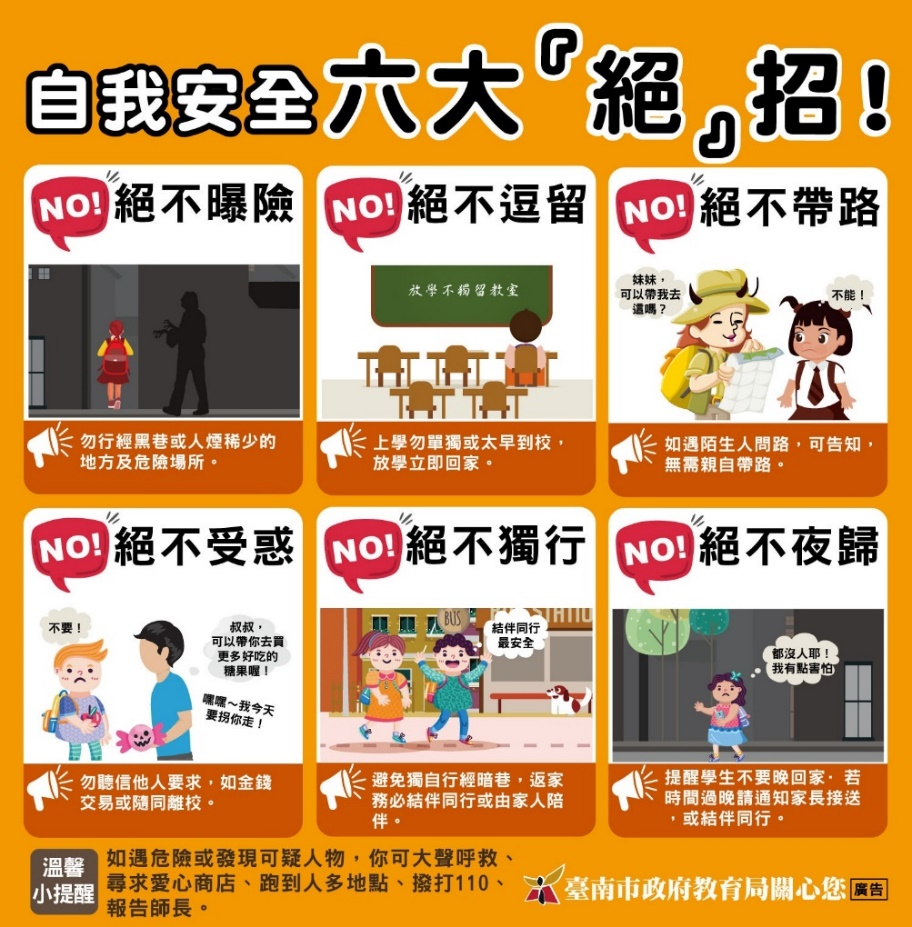 自我安全六大『絕』招！
NO! 絕不曝險
勿行經黑巷或人煙稀少的
地方及危險場所。
NO! 絕不逗留
放學不獨留教室
上學勿單獨或太早到校，
放學立即回家。
NO! 絕不帶路
妹妹，
可以帶我去
這嗎？
不能！
如遇陌生人問路，可告知，
無需親自帶路。
NO! 絕不受惑
不要！
叔叔，
可以帶你去買
更多好吃的
糖果喔！
嘿嘿～我今天
要拐你走！
勿聽信他人要求，如金錢
交易或隨同離校。
NO! 絕不獨行
BUS
結伴同行
最安全
避免獨自行經暗巷，返家
務必結伴同行或由家人陪
伴。
NO! 絕不夜歸
都沒人耶！
我有點害怕
提醒學生不要晚回家．若
時間過晚請通知家長接送
，或結伴同行。
溫馨
小提醒
如遇危險或發現可疑人物，你可大聲呼救、
尋求愛心商店、跑到人多地點、撥打110、
報告師長。
臺南市政府教育局關心您 廣告